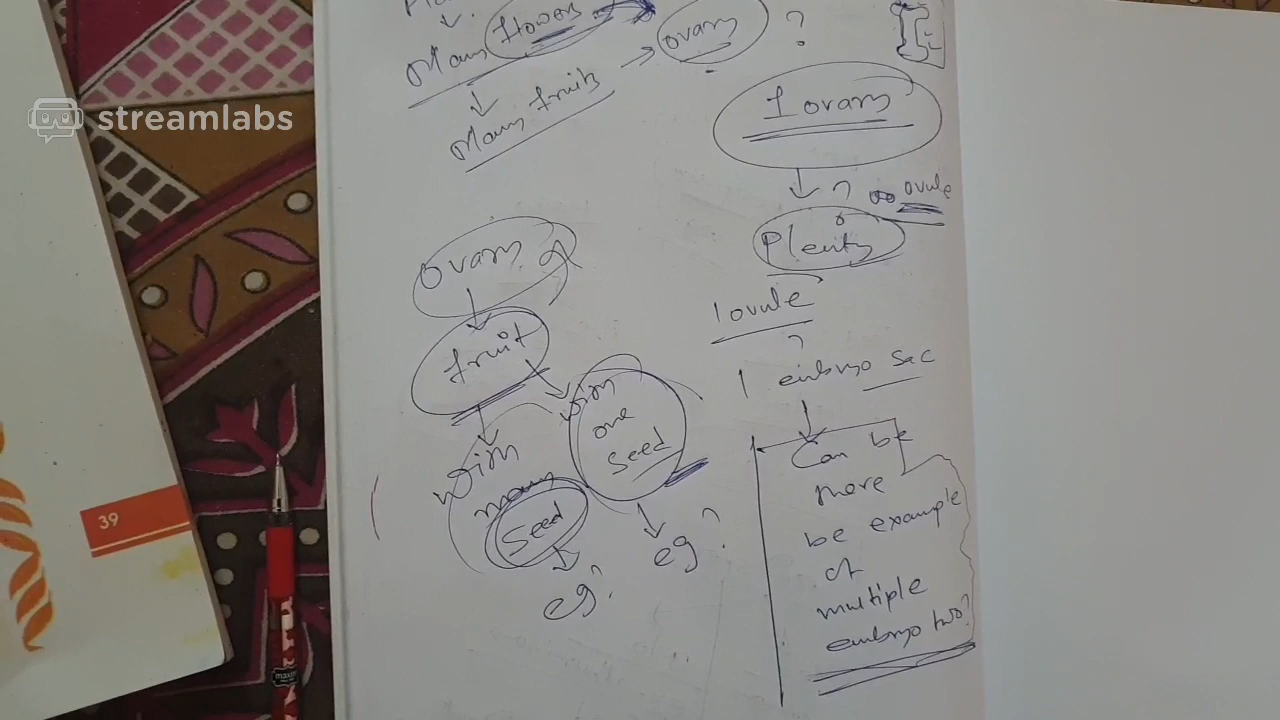 streamlabs
Many flowers
ovary ?
Many fruits
1 ovary
?
∞ ovule
Plenty
ovary
fruit
with
many
Seed
eg?
with
one
Seed
eg?
1 ovule
?
1 embryo sac
Can be
more
be example
of
multiple
embryo two?
39